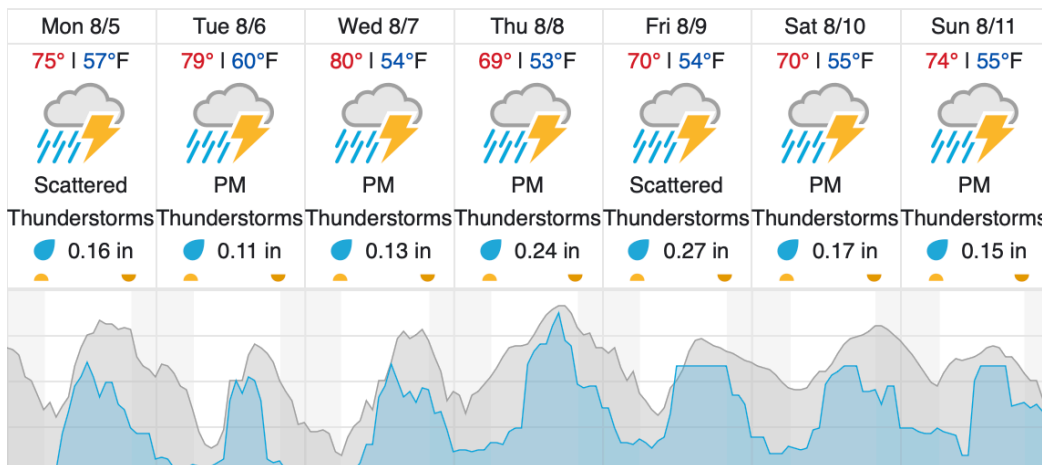 Mon 8/5 Tue 8/6 Wed 8/7 Thu 8/8 Fri 8/9 Sat 8/10 Sun 8/11
75° | 57°F 79° | 60°F 80° | 54°F 69° | 53°F 70° | 54°F 70° | 55°F 74° | 55°F
Scattered PM PM PM Scattered PM PM
Thunderstorms Thunderstorms Thunderstorms Thunderstorms Thunderstorms Thunderstorms Thunderstorms
0.16 in 0.11 in 0.13 in 0.24 in 0.27 in 0.17 in 0.15 in